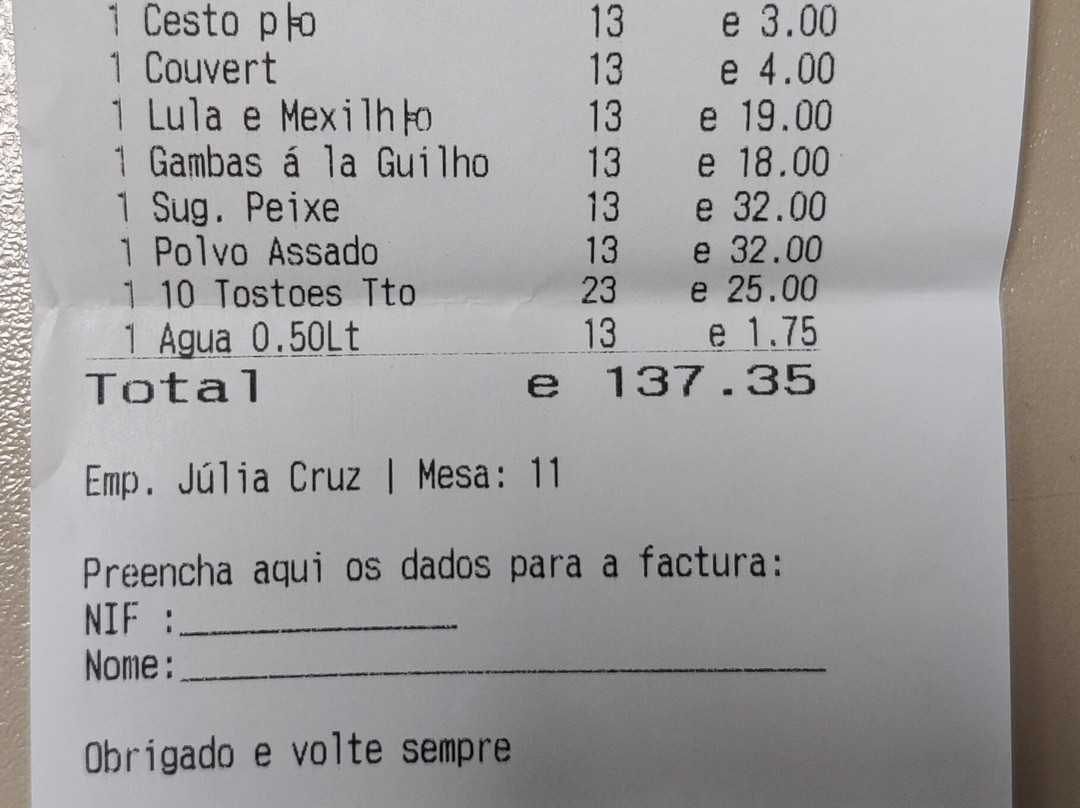 1 Cesto p├o 13 e 3.00
1 Couvert 13 e 4.00
1 Lula e Mexilh├o 13 e 19.00
1 Gambas á la Guilho 13 e 18.00
1 Sug. Peixe 13 e 32.00
1 Polvo Assado 13 e 32.00
1 10 Tostoes Tto 23 e 25.00
1 Agua 0.50Lt 13 e 1.75
Total e 137.35
Emp. Júlia Cruz | Mesa: 11
Preencha aqui os dados para a factura:
NIF :
Nome:
Obrigado e volte sempre